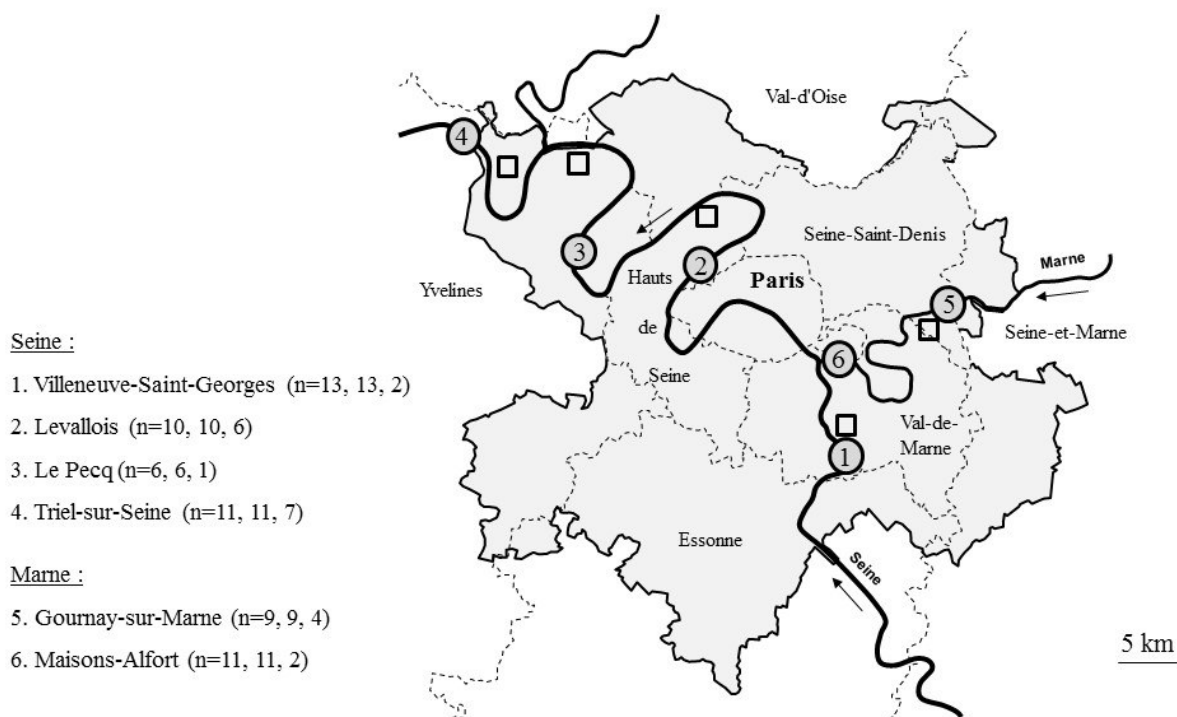 Val-d'Oise
4
Seine-Saint-Denis
3
2
Hauts
Paris
Marne
Yvelines
5
Seine-et-Marne
de
6
Seine
Val-de-
Marne
1
Essonne
Seine
5 km
Seine :
1. Villeneuve-Saint-Georges (n=13, 13, 2)
2. Levallois (n=10, 10, 6)
3. Le Pecq (n=6, 6, 1)
4. Triel-sur-Seine (n=11, 11, 7)
Marne :
5. Gournay-sur-Marne (n=9, 9, 4)
6. Maisons-Alfort (n=11, 11, 2)